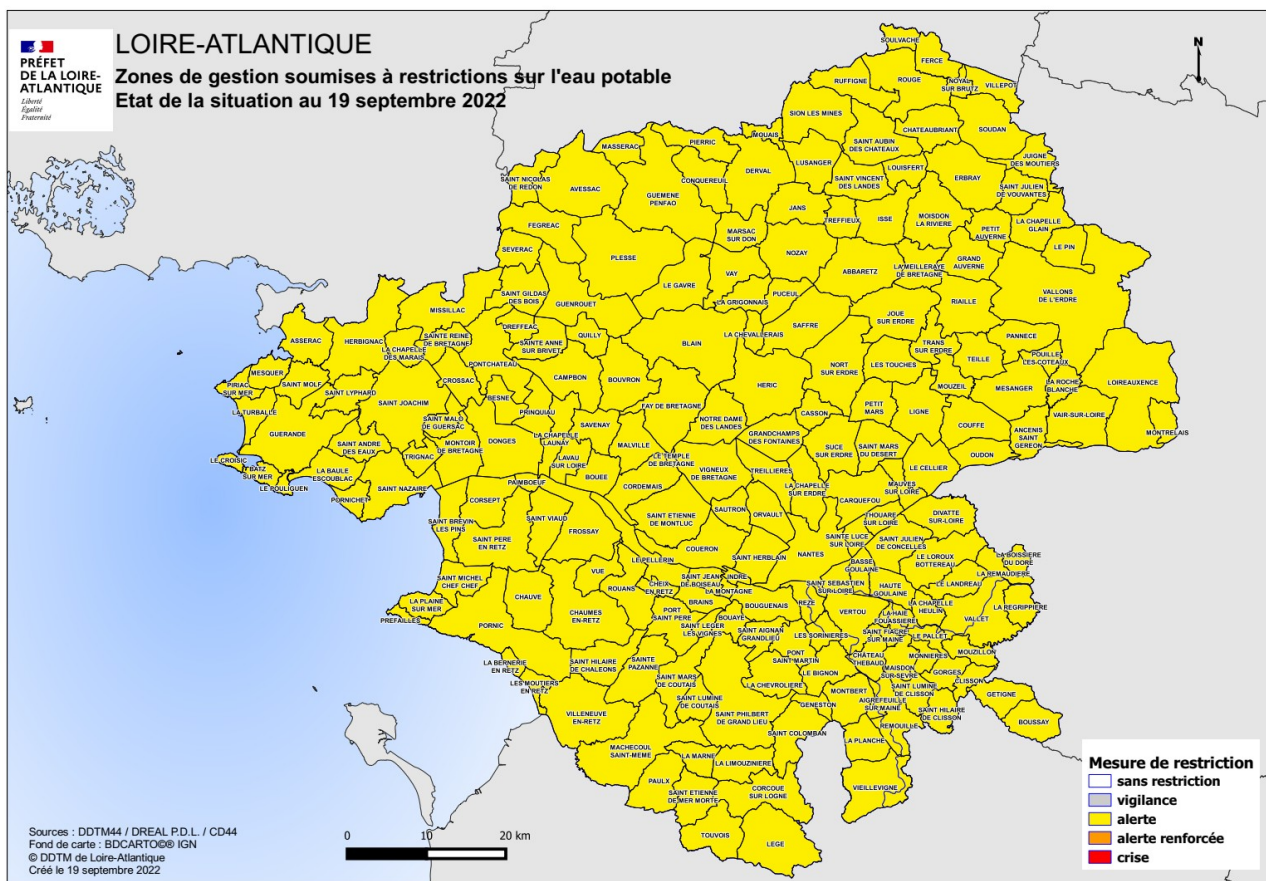 PRÉFET
DE LA LOIRE-
ATLANTIQUE
Liberté
Égalité
Fraternité
LOIRE-ATLANTIQUE
Zones de gestion soumises à restrictions sur l'eau potable
Etat de la situation au 19 septembre 2022
N
SOULVACHE
FERCE
RUFFIGNE
ROUGE
NOYAL
SUR BRUTZ
VILLEPOT
SION LES MINES
MOUAIS
CHATEAUBRIANT
SOUDAN
PIERRIC
MASSERAC
SAINT AUBIN
DES CHATEAUX
JUIGNE
DES MOUTIERS
LUSANGER
LOUISFERT
DERVAL
ERBRAY
SAINT NICOLAS
DE REDON
AVESSAC
CONQUEREUIL
SAINT VINCENT
DES LANDES
SAINT JULIEN
DE VOUVANTES
GUEMENE
PENFAO
JANS
TREFFIEUX
ISSE
MOISDON
LA RIVIERE
LA CHAPELLE
GLAIN
FEGREAC
MARSAC
SUR DON
PETIT
AUVERNE
LE PIN
SEVERAC
PLESSE
NOZAY
GRAND
AUVERNE
VAY
ABBARETZ
LA MEILLERAYE
DE BRETAGNE
SAINT GILDAS
DES BOIS
LE GAVRE
PUCEUL
VALLONS
DE L'ERDRE
GUENROUET
LA GRIGONNAIS
RIAILLE
MISSILLAC
JOUE
SUR ERDRE
DREFFEAC
SAFFRE
ASSERAC
HERBIGNAC
SAINTE REINE
DE BRETAGNE
QUILLY
LA CHEVALLERAIS
PANNECE
SAINTE ANNE
SUR BRIVET
BLAIN
TRANS
SUR ERDRE
LA CHAPELLE
DES MARAIS
TEILLE
POUILLE
LES COTEAUX
PONTCHATEAU
NORT
SUR ERDRE
LES TOUCHES
MESQUER
CROSSAC
CAMPBON
BOUVRON
HERIC
MOUZEIL
MESANGER
LA ROCHE
BLANCHE
LOIREAUXENCE
PIRIAC
SUR MER
SAINT MOLF
SAINT LYPHARD
BESNE
SAINT JOACHIM
FAY DE BRETAGNE
PETIT
MARS
LIGNE
LA TURBALLE
PRINQUIAU
CASSON
VAIR-SUR-LOIRE
SAINT MALO
DE GUERSAC
SAVENAY
NOTRE DAME
DES LANDES
COUFFE
ANCENIS
SAINT
GEREON
MONTRELAIS
GUERANDE
GRANDCHAMPS
DES FONTAINES
SAINT ANDRE
DES EAUX
MONTOIR
DE BRETAGNE
DONGES
LA CHAPELLE
LAUNAY
MALVILLE
SUCE
SUR ERDRE
SAINT MARS
DU DESERT
OUDON
TRIGNAC
LAVAU
SUR LOIRE
LE TEMPLE
DE BRETAGNE
LE CROISIC
BATZ
SUR MER
LA BAULE
ESCOUBLAC
BOUEE
VIGNEUX
DE BRETAGNE
TREILLIERES
LE CELLIER
LE POULIGUEN
SAINT NAZAIRE
PAIMBOEUF
CORDEMAIS
LA CHAPELLE
SUR ERDRE
MAUVES
SUR LOIRE
PORNICHET
CORSEPT
CARQUEFOU
SAUTRON
ORVAULT
THOUARE
SUR LOIRE
DIVATTE
SUR-LOIRE
SAINT BREVIN
LES PINS
SAINT VIAUD
FROSSAY
SAINT ETIENNE
DE MONTLUC
SAINTE LUCE
SUR LOIRE
SAINT JULIEN
DE CONCELLES
SAINT PERE
EN RETZ
COUERON
SAINT HERBLAIN
NANTES
LE PELLERIN
BASSE
GOULAINE
LE LOROUX
BOTTEREAU
LA BOISSIERE
DU DORE
VUE
LA REMAUDIERE
SAINT MICHEL
CHEF CHEF
ROUANS
CHEIX
EN RETZ
SAINT JEAN
DE BOISEAU
INDRE
LA MONTAGNE
SAINT SEBASTIEN
SUR-LOIRE
HAUTE
GOULAINE
LE LANDREAU
CHAUVE
LA PLAINE
SUR MER
BRAINS
BOUGUENAIS
REZE
LA CHAPELLE
HEULIN
LA REGRIPPIERE
PREFAILLES
CHAUMES
EN-RETZ
PORT
SAINT PERE
BOUAYE
VERTOU
LA-HAIE
FOUASSIERE
VALLET
PORNIC
SAINT LEGER
LES VIGNES
SAINT AIGNAN
GRANDLIEU
LES SORINIERES
SAINT FIACRE
SUR MAINE
LE PALLET
MOUZILLON
LA BERNERIE
EN RETZ
SAINT HILAIRE
DE CHALEONS
SAINTE
PAZANNE
PONT
SAINT MARTIN
CHÂTEAU
THEBAUD
MONNIERES
LES MOUTIERS
EN RETZ
SAINT MARS
DE COUTAIS
LE BIGNON
MAISDON
SUR-SEVRE
GORGES
CLISSON
LA CHEVROLIERE
MONTBERT
SAINT LUMINE
DE CLISSON
GETIGNE
SAINT LUMINE
DE COUTAIS
GENESTON
AIGREFEUILLE
SUR MAINE
SAINT HILAIRE
DE CLISSON
BOUSSAY
VILLENEUVE
EN-RETZ
SAINT PHILBERT
DE GRAND LIEU
REMOUILLE
SAINT COLOMBAN
LA PLANCHE
MACHECOUL
SAINT-MEME
LA MARNE
LA LIMOUZINIERE
PAULX
SAINT ETIENNE
DE MER MORTE
CORCOUE
SUR LOGNE
VIEILLEVIGNE
TOUVOIS
LEGE
Mesure de restriction
sans restriction
vigilance
alerte
alerte renforcée
crise
0 10 20 km
Sources : DDTM44 / DREAL P.D.L. / CD44
Fond de carte : BDCARTO©® IGN
© DDTM de Loire-Atlantique
Créé le 19 septembre 2022